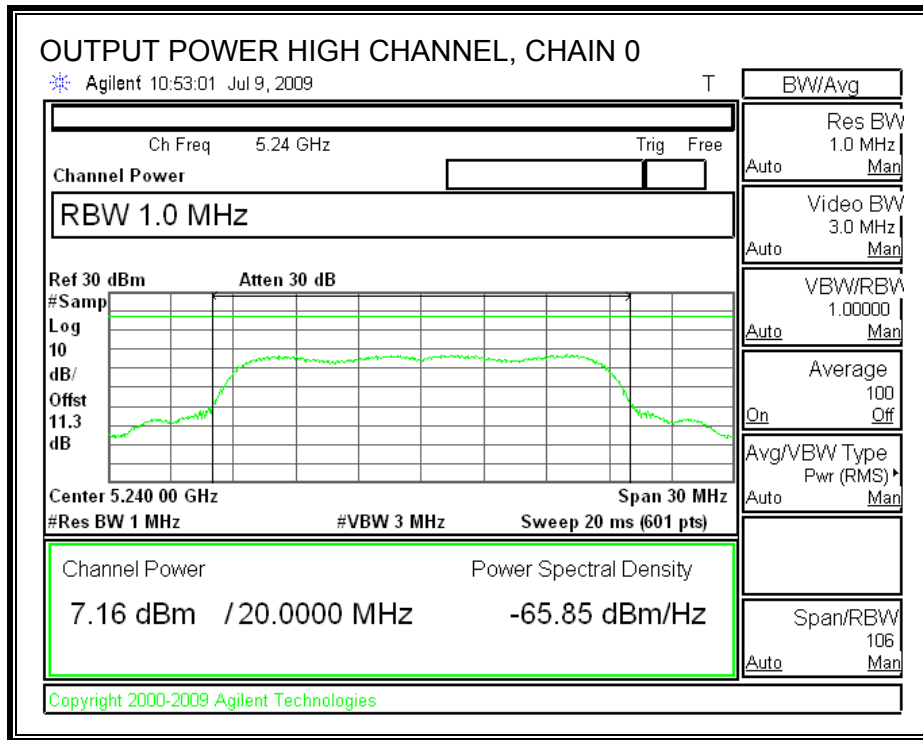 OUTPUT POWER HIGH CHANNEL, CHAIN 0
Agilent 10:53:01 Jul 9, 2009 T
Ch Freq 5.24 GHz Trig Free
Channel Power
RBW 1.0 MHz
Ref 30 dBm Atten 30 dB
#Samp
Log
10
dB/
Offst
11.3
dB
Center 5.240 00 GHz Span 30 MHz
#Res BW 1 MHz #VBW 3 MHz Sweep 20 ms (601 pts)
Channel Power Power Spectral Density
7.16 dBm / 20.0000 MHz -65.85 dBm/Hz
Copyright 2000-2009 Agilent Technologies
BW/Avg
Res BW
1.0 MHz
Auto Man
Video BW
3.0 MHz
Auto Man
VBW/RBW
1.00000
Auto Man
Average
100
On Off
Avg/VBW Type
Pwr (RMS)
Auto Man
Span/RBW
106
Auto Man